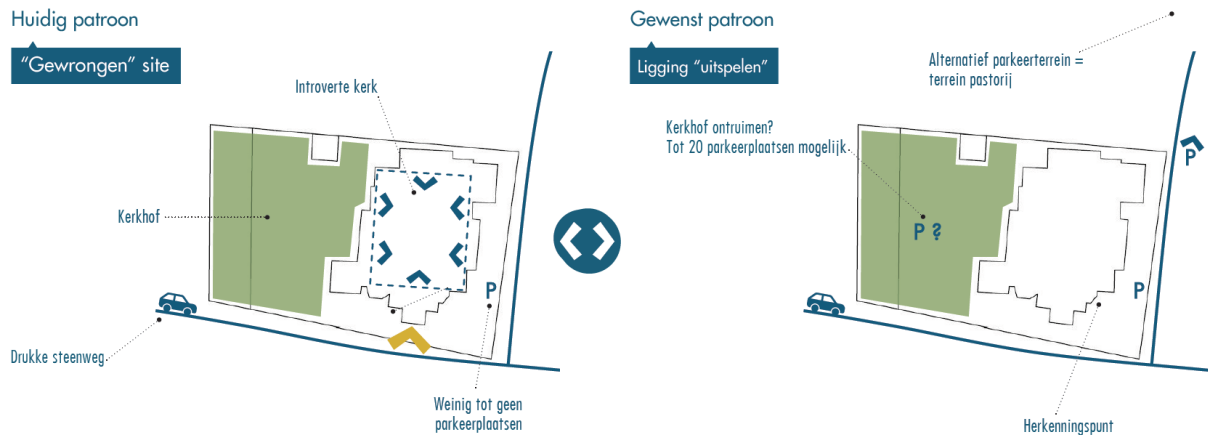 Huidig patroon
"Gewrongen" site
Introverte kerk
Kerkhof
P
Drukke steenweg
Weinig tot geen
parkeerplaatsen
Gewenst patroon
Ligging "uitspelen"
Alternatief parkeerterrein =
terrein pastorij
Kerkhof ontruimen?
Tot 20 parkeerplaatsen mogelijk
P
P ?
P
Herkenningspunt